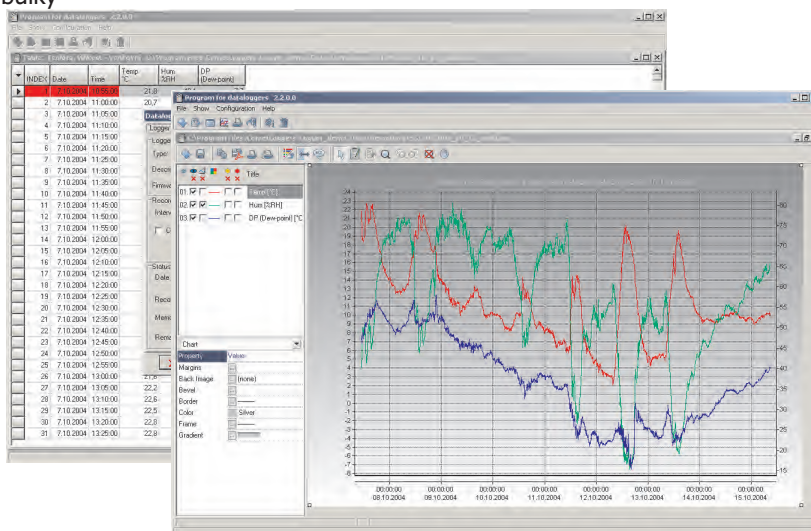 bulky
Program for dataloggers 2.2.0.0
File Show Configuration Help
INDEX Date Time Temp °C Hum %RH DP (Dew-point)
1 7.10.2004 10:55:00 21,8
2 7.10.2004 11:00:00 20,7
3 7.10.2004 11:05:00
4 7.10.2004 11:10:00
5 7.10.2004 11:15:00
6 7.10.2004 11:20:00
7 7.10.2004 11:25:00
8 7.10.2004 11:30:00
9 7.10.2004 11:35:00
10 7.10.2004 11:40:00
11 7.10.2004 11:45:00
12 7.10.2004 11:50:00
13 7.10.2004 11:55:00
14 7.10.2004 12:00:00
15 7.10.2004 12:05:00
16 7.10.2004 12:10:00
17 7.10.2004 12:15:00
18 7.10.2004 12:20:00
19 7.10.2004 12:25:00
20 7.10.2004 12:30:00
21 7.10.2004 12:35:00
22 7.10.2004 12:40:00
23 7.10.2004 12:45:00
24 7.10.2004 12:50:00
25 7.10.2004 12:55:00
26 7.10.2004 13:00:00 21,6
27 7.10.2004 13:05:00 22,2
28 7.10.2004 13:10:00 22,6
29 7.10.2004 13:15:00 22,5
30 7.10.2004 13:20:00 22,8
31 7.10.2004 13:25:00 22,8
Datalog
Logger
Logge
Type:
Descri
Firmwa
Recor
Interv
Status
Date
Reco
Memo
Rema
Program for dataloggers 2.2.0.0
File Show Configuration Help
Title
01. Temp [°C]
02. Hum [%RH]
03. DP (Dew-point) [°C
Chart
Property Value
Margins
Back Image (none)
Bevel
Border
Color Silver
Frame
Gradient
24
23
22
21
20
19
18
17
16
15
14
13
12
11
10
9
8
7
6
5
4
3
2
1
0
-1
-2
-3
-4
-5
-6
-7
-8
80
75
70
65
60
55
50
45
40
35
30
25
20
15
00:00:00 00:00:00 00:00:00 00:00:00 00:00:00 00:00:00 00:00:00 00:00:00
08.10.2004 09.10.2004 10.10.2004 11.10.2004 12.10.2004 13.10.2004 14.10.2004 15.10.2004